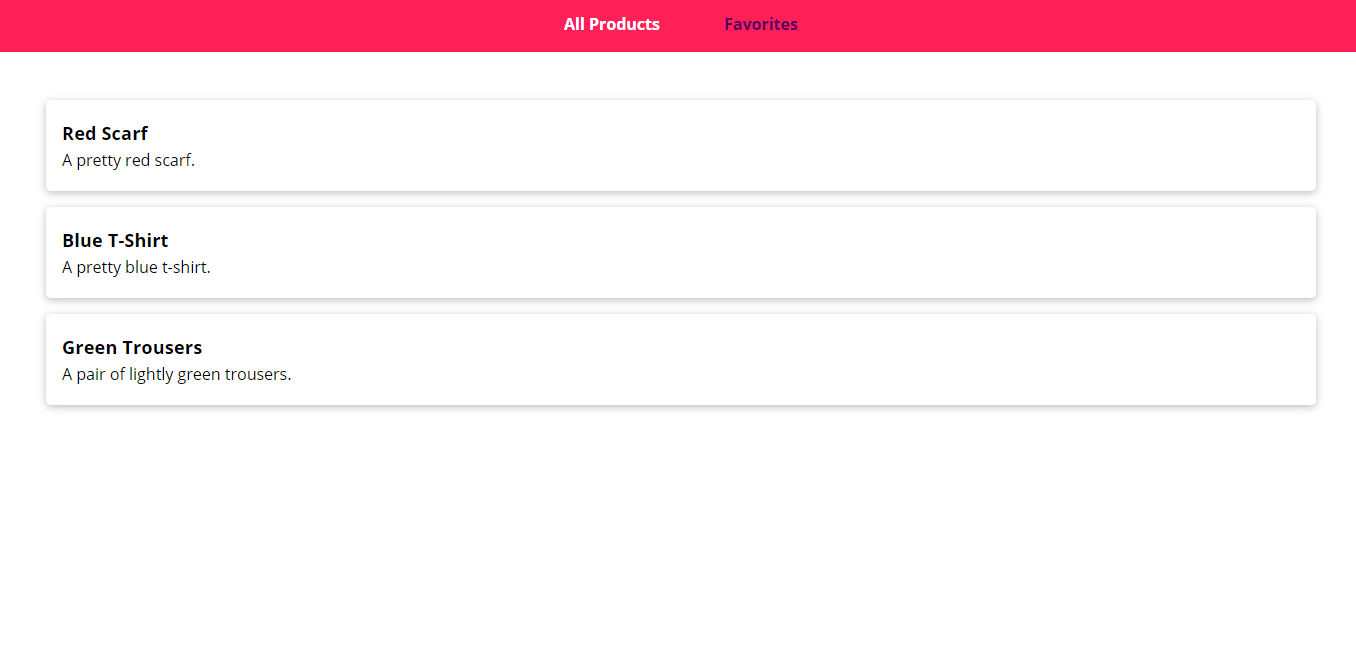 All Products
Favorites
Red Scarf
A pretty red scarf.
Blue T-Shirt
A pretty blue t-shirt.
Green Trousers
A pair of lightly green trousers.